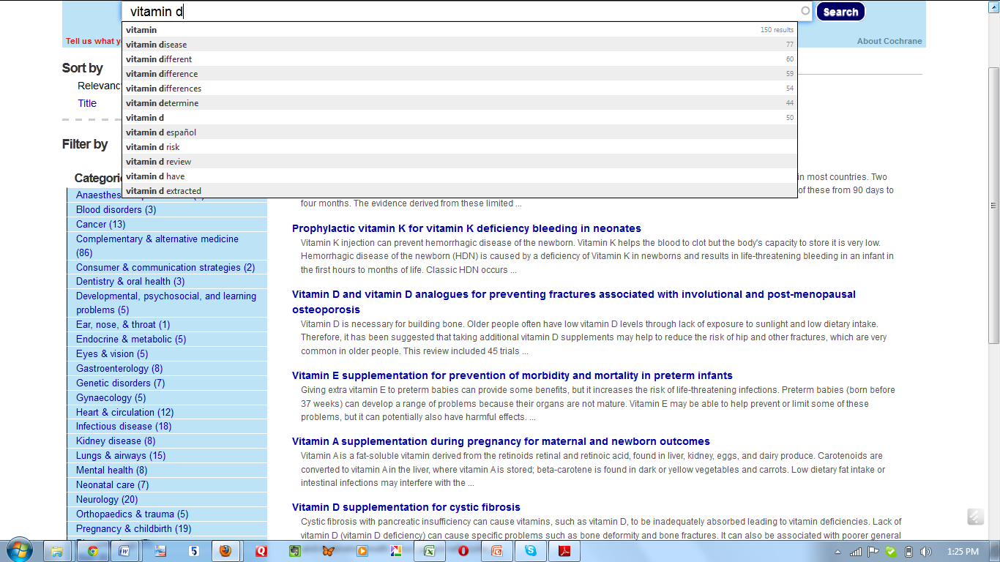 vitamin d
Search
vitamin 150 results
vitamin disease 77
vitamin different 60
vitamin difference 59
vitamin differences 54
vitamin determine 44
vitamin d 50
vitamin d español
vitamin d risk
vitamin d review
vitamin d have
vitamin d extracted
Tell us what
About Cochrane
Sort by
Title
Filter by
Blood disorders (3)
Cancer (13)
Complementary & alternative medicine
(86)
Consumer & communication strategies (2)
Dentistry & oral health (3)
Developmental, psychosocial, and learning
problems (5)
Ear, nose, & throat (1)
Endocrine & metabolic (5)
Eyes & vision (5)
Gastroenterology (8)
Genetic disorders (7)
Gynaecology (5)
Heart & circulation (12)
Infectious disease (18)
Kidney disease (8)
Lungs & airways (15)
Mental health (8)
Neonatal care (7)
Neurology (20)
Orthopaedics & trauma (5)
Pregnancy & childbirth (19)
in most countries. Two
of these from 90 days to
four months. The evidence derived from these limited ...
Prophylactic vitamin K for vitamin K deficiency bleeding in neonates
Vitamin K injection can prevent hemorrhagic disease of the newborn. Vitamin K helps the blood to clot but the body's capacity to store it is very low.
Hemorrhagic disease of the newborn (HDN) is caused by a deficiency of Vitamin K in newborns and results in life-threatening bleeding in an infant in
the first hours to months of life. Classic HDN occurs ...
Vitamin D and vitamin D analogues for preventing fractures associated with involutional and post-menopausal
osteoporosis
Vitamin D is necessary for building bone. Older people often have low vitamin D levels through lack of exposure to sunlight and low dietary intake.
Therefore, it has been suggested that taking additional vitamin D supplements may help to reduce the risk of hip and other fractures, which are very
common in older people. This review included 45 trials ...
Vitamin E supplementation for prevention of morbidity and mortality in preterm infants
Giving extra vitamin E to preterm babies can provide some benefits, but it increases the risk of life-threatening infections. Preterm babies (born before
37 weeks) can develop a range of problems because their organs are not mature. Vitamin E may be able to help prevent or limit some of these
problems, but it can potentially also have harmful effects. ...
Vitamin A supplementation during pregnancy for maternal and newborn outcomes
Vitamin A is a fat-soluble vitamin derived from the retinoids retinal and retinoic acid, found in liver, kidney, eggs, and dairy produce. Carotenoids are
converted to vitamin A in the liver, where vitamin A is stored; beta-carotene is found in dark or yellow vegetables and carrots. Low dietary fat intake or
intestinal infections may interfere with the ...
Vitamin D supplementation for cystic fibrosis
Cystic fibrosis with pancreatic insufficiency can cause vitamins, such as vitamin D, to be inadequately absorbed leading to vitamin deficiencies. Lack of
vitamin D (vitamin D deficiency) can cause specific problems such as bone deformity and bone fractures. It can also be associated with poorer general
1:25 PM